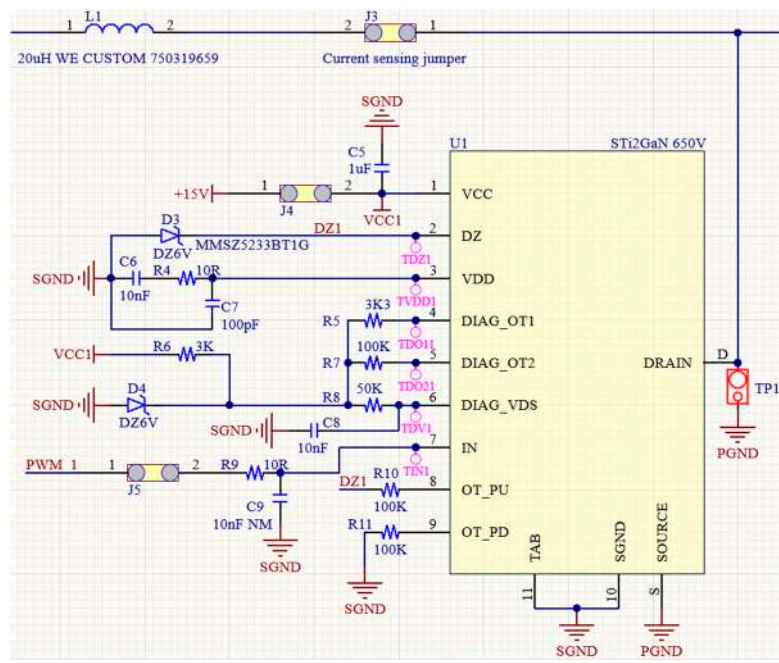 L1
1 2
20uH WE CUSTOM 750319659
J3
2 1
Current sensing jumper
SGND
C5
1uF
U1
STi2GaN 650V
+15V
1 2
J4
VCC1
1 VCC
D3
DZ6V
MMSZ5233BT1G
DZ1
2 DZ
TDZ1
SGND
C6
10nF
R4 10R
3 VDD
TVDD1
C7
100pF
R5 3K3
4 DIAG_OT1
TDO11
VCC1
R6 3K
R7 100K
5 DIAG_OT2
TDO21
DRAIN D
TP1
PGND
SGND
D4
DZ6V
R8 50K
6 DIAG_VDS
TDV1
SGND
C8
10nF
7 IN
TIN1
PWM_1 1 2
J5
R9 10R
C9
10nF NM
SGND
DZ1
R10
100K
8 OT_PU
R11
100K
9 OT_PD
SGND
TAB
11
SGND
10
SOURCE
S
SGND
PGND